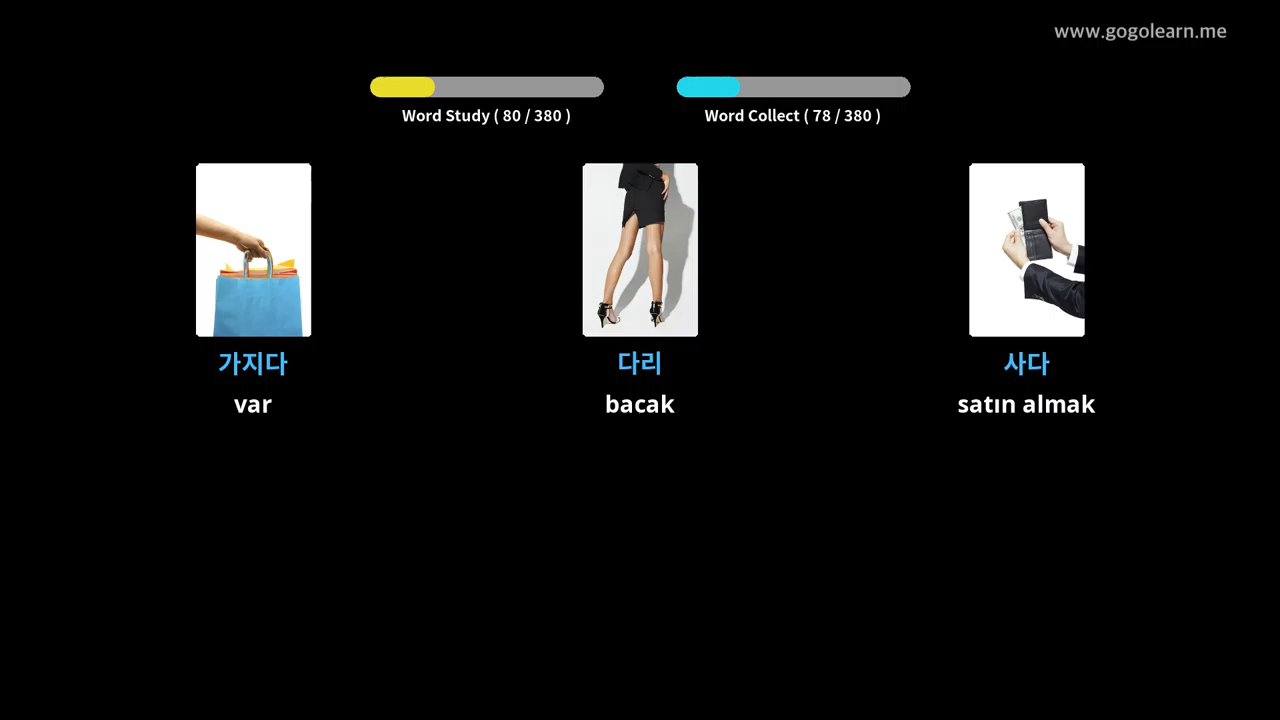 www.gogolearn.me
Word Study ( 80 / 380 )
Word Collect ( 78 / 380 )
가지다
var
다리
bacak
사다
satın almak